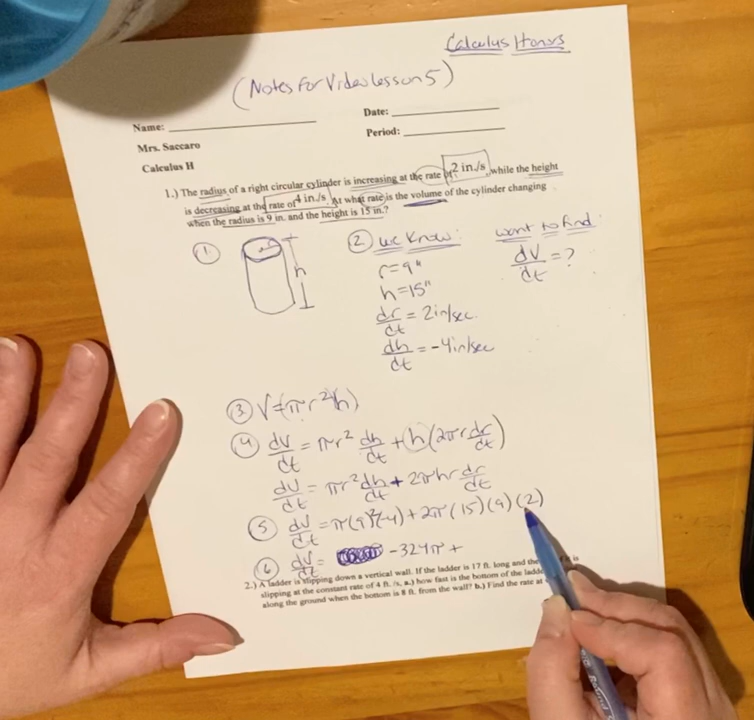 Calculus Honors
(Notes for Video lesson 5)
Name:
Date:
Mrs. Saccaro
Period:
Calculus H
1.) The radius of a right circular cylinder is increasing at the rate of 2 in./s while the height
is decreasing at the rate of 4 in./s. At what rate is the volume of the cylinder changing
when the radius is 9 in. and the height is 15 in.?
① h
② we know:
r=9"
h=15"
dr/dt = 2in/sec.
dh/dt = -4in/sec
want to find:
dV/dt = ?
③ V=(πr²)(h)
④ dV/dt = πr² dh/dt + h(2πr dr/dt)
dV/dt = πr² dh/dt + 2πhr dr/dt
⑤ dV/dt = π(9)²(-4) + 2π(15)(9)(2)
⑥ dV/dt = -324π +
2.) A ladder is slipping down a vertical wall. If the ladder is 17 ft. long and the is
slipping at the constant rate of 4 ft. /s, a.) how fast is the bottom of the
along the ground when the bottom is 8 ft. from the wall? b.) Find the rate at